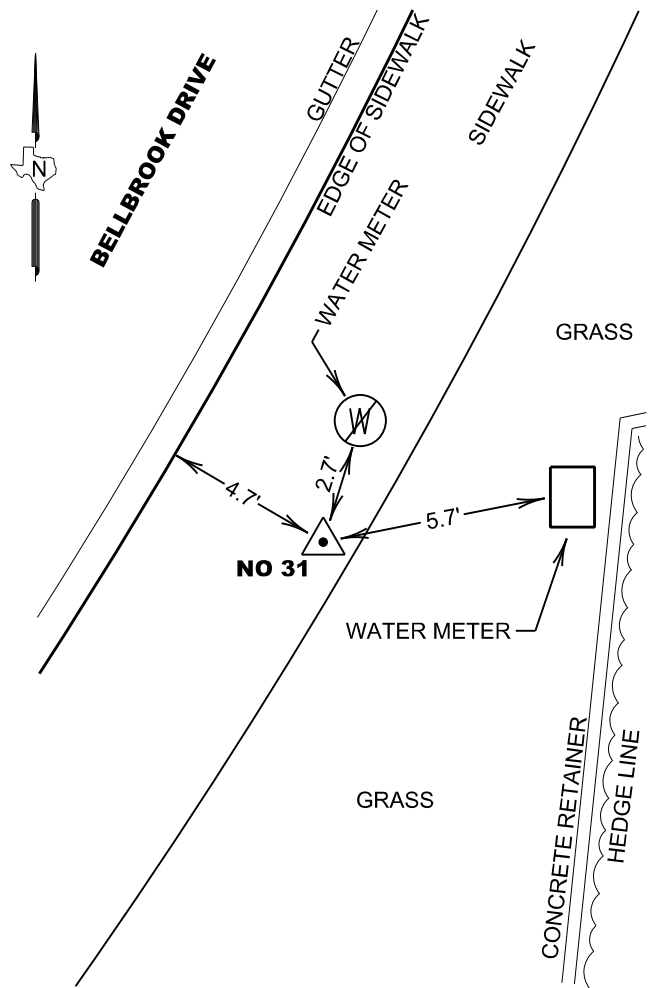 GUTTER
EDGE OF SIDEWALK
SIDEWALK
BELLBROOK DRIVE
N
WATER METER
GRASS
W
2.7'
4.7'
5.7'
NO 31
WATER METER
GRASS
CONCRETE RETAINER
HEDGE LINE